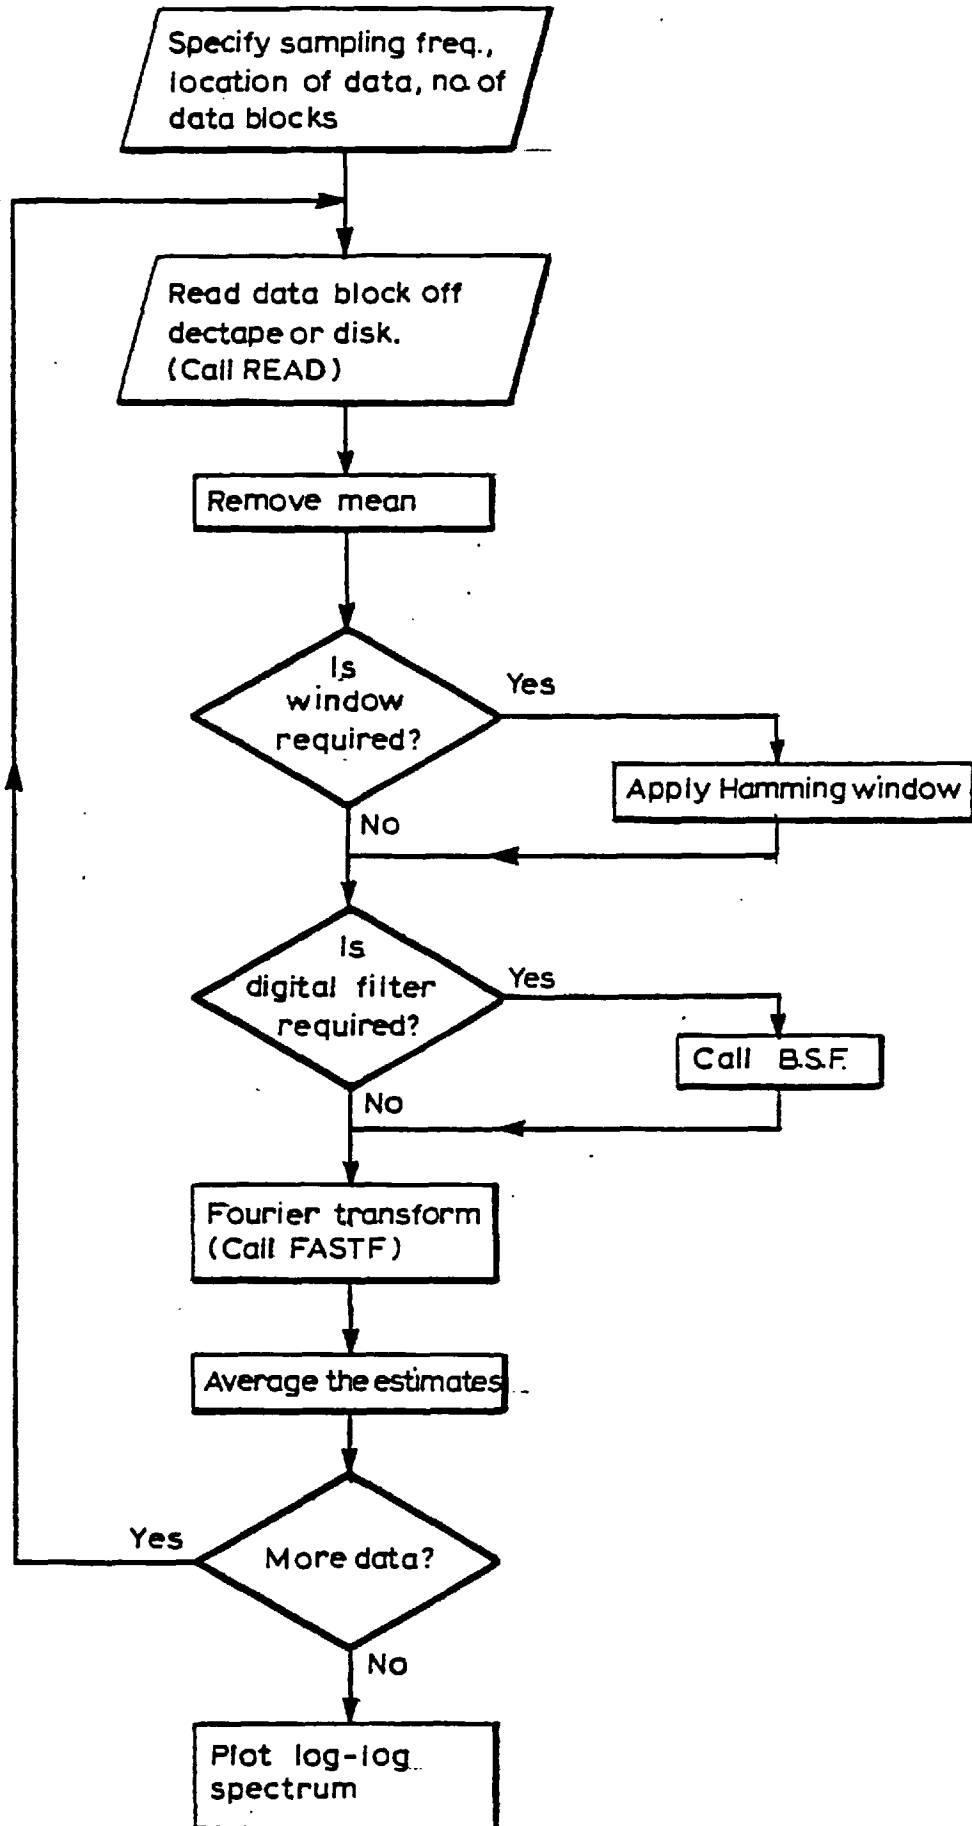 Specify sampling freq.,
location of data, no. of
data blocks
Read data block off
dectape or disk.
(Call READ)
Remove mean
Is
window
required?
Yes
Apply Hamming window
No
Is
digital filter
required?
Yes
Call B.S.F.
No
Fourier transform
(Call FASTF)
Average the estimates
Yes
More data?
No
Plot log-log
spectrum